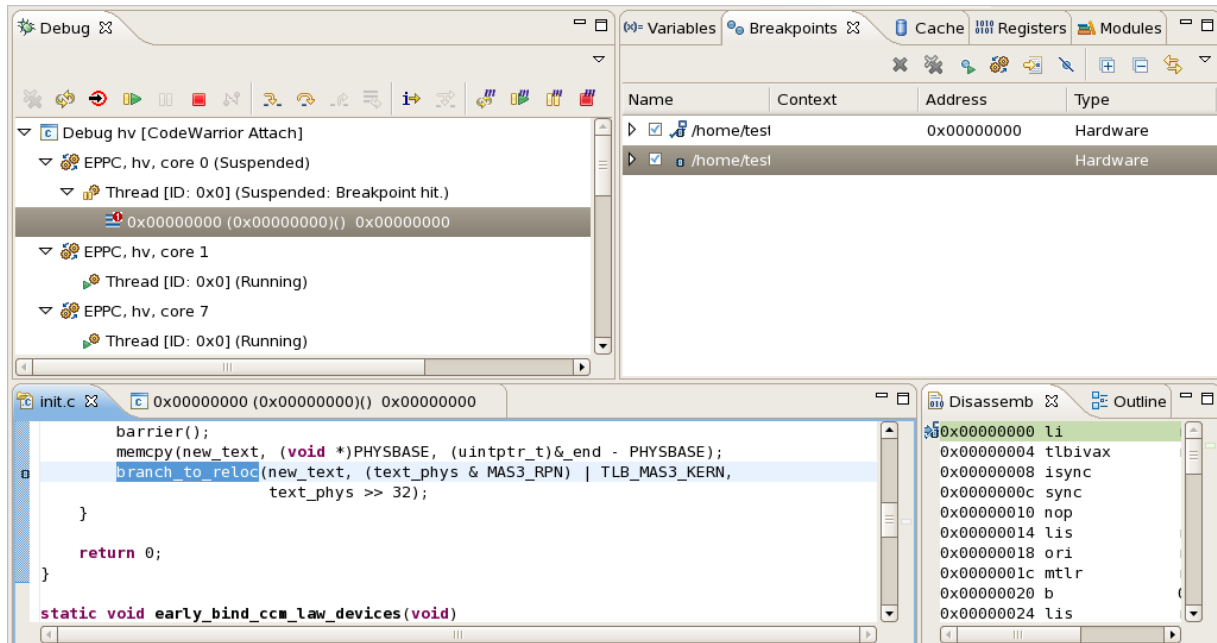 Debug
(x)= Variables Breakpoints Cache Registers Modules
Name Context Address Type
Debug hv [CodeWarrior Attach]
/home/test 0x00000000 Hardware
EPPC, hv, core 0 (Suspended)
/home/test Hardware
Thread [ID: 0x0] (Suspended: Breakpoint hit.)
0x00000000 (0x00000000)() 0x00000000
EPPC, hv, core 1
Thread [ID: 0x0] (Running)
EPPC, hv, core 7
Thread [ID: 0x0] (Running)
init.c 0x00000000 (0x00000000)() 0x00000000
barrier();
memcpy(new_text, (void *)PHYSBASE, (uintptr_t)&_end - PHYSBASE);
branch_to_reloc(new_text, (text_phys & MAS3_RPN) | TLB_MAS3_KERN,
text_phys >> 32);
}
return 0;
}
static void early_bind_ccm_law_devices(void)
Disassemb Outline
0x00000000 li
0x00000004 tlbivax
0x00000008 isync
0x0000000c sync
0x00000010 nop
0x00000014 lis
0x00000018 ori
0x0000001c mtlr
0x00000020 b
0x00000024 lis